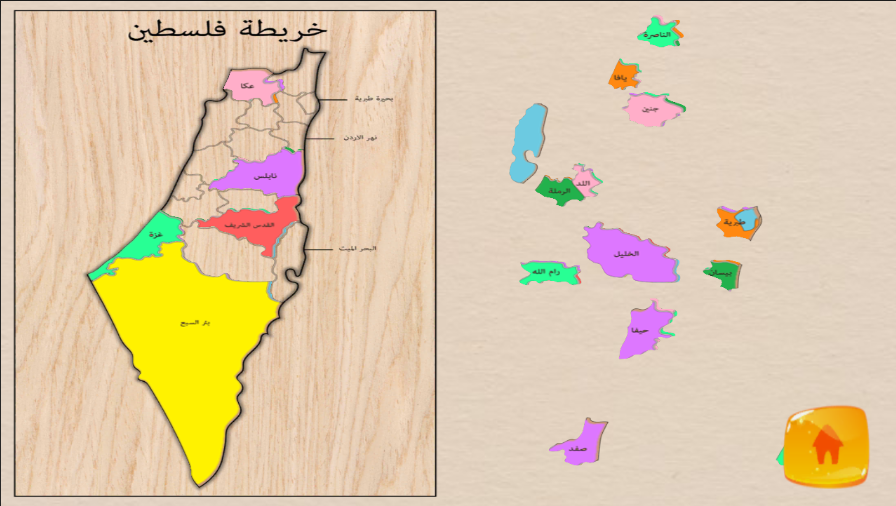 خريطة فلسطين
عكا
بحيرة طبرية
نهر الاردن
نابلس
القدس الشريف
غزة
البحر الميت
بئر السبع
الناصرة
يافا
جنين
اللد
الرملة
طبرية
الخليل
رام الله
بيسان
حيفا
صفد